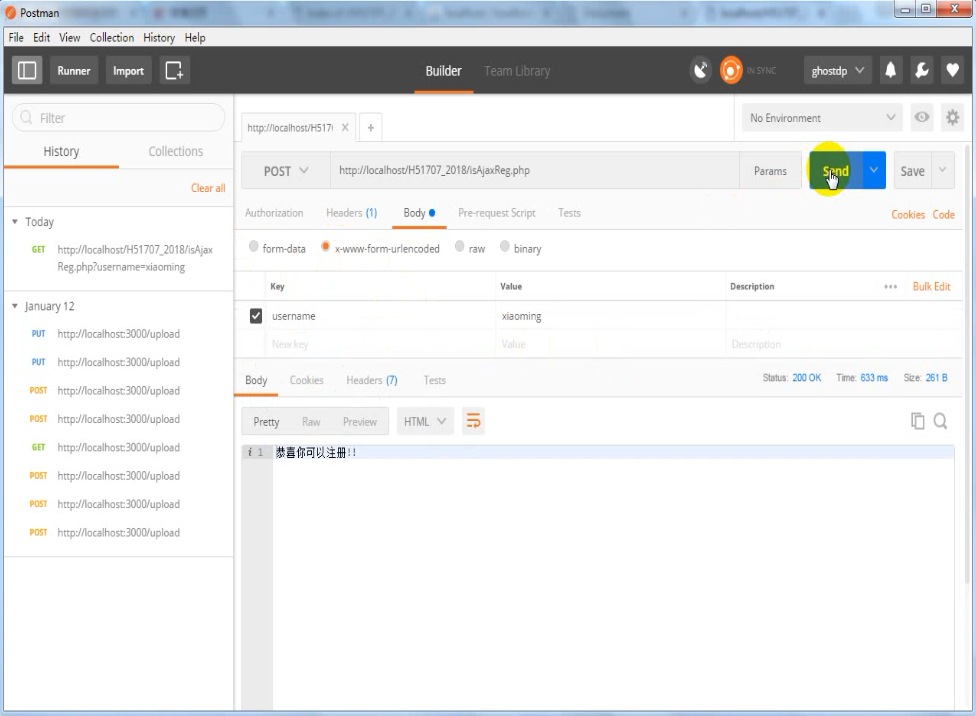 Postman
File Edit View Collection History Help
Runner Import Builder Team Library IN SYNC ghostdp
Filter
History Collections
Clear all
Today
GET http://localhost/H51707_2018/isAjax
Reg.php?username=xiaoming
January 12
PUT http://localhost:3000/upload
PUT http://localhost:3000/upload
POST http://localhost:3000/upload
POST http://localhost:3000/upload
GET http://localhost:3000/upload
POST http://localhost:3000/upload
POST http://localhost:3000/upload
POST http://localhost:3000/upload
http://localhost/H5170 X + No Environment
POST http://localhost/H51707_2018/isAjaxReg.php Params Send Save
Authorization Headers (1) Body Pre-request Script Tests Cookies Code
form-data x-www-form-urlencoded raw binary
Key Value Description ••• Bulk Edit
username xiaoming
New key Value Description
Body Cookies Headers (7) Tests Status: 200 OK Time: 633 ms Size: 261 B
Pretty Raw Preview HTML
i 1 恭喜你可以注册!!